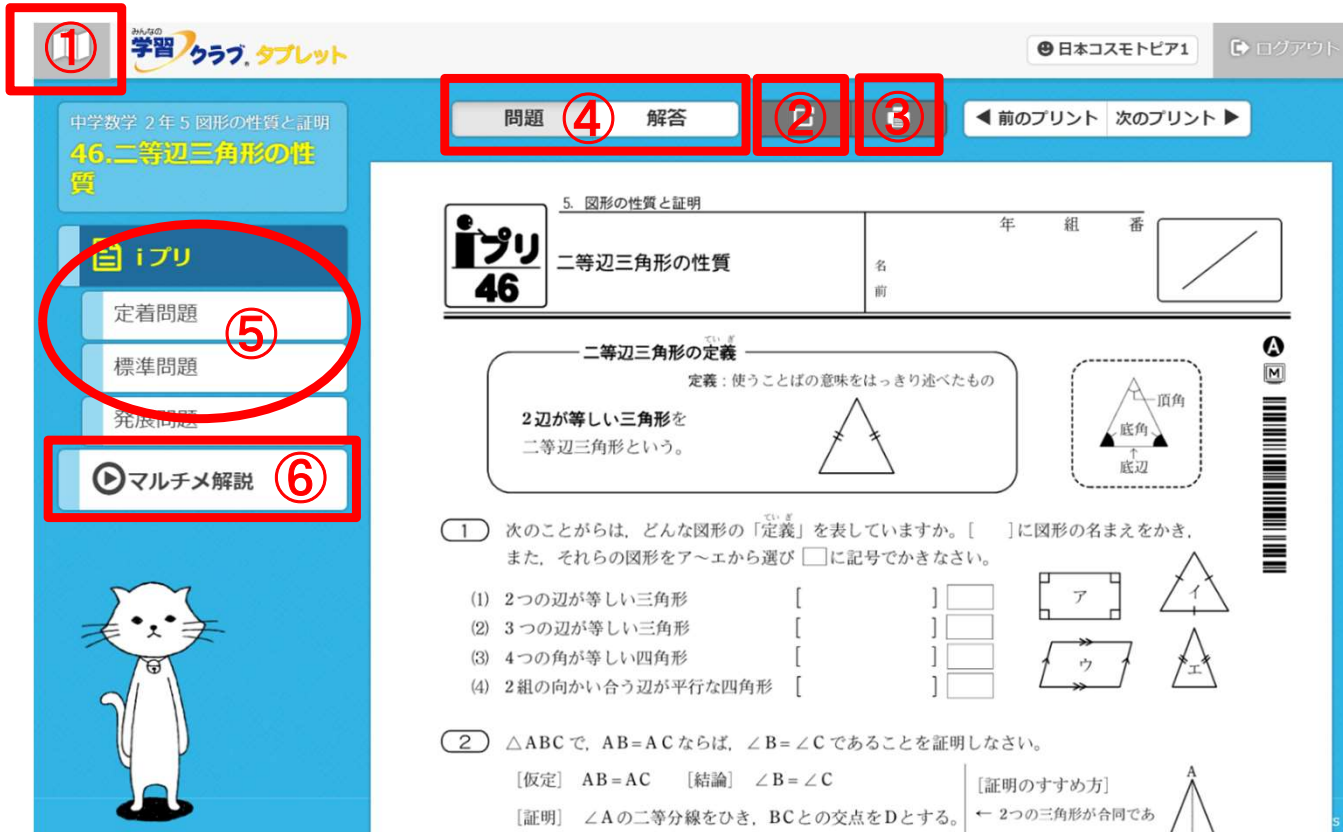 ①
みんなの
学習クラブ®タブレット
日本コスモトピア1
ログアウト
中学数学 2年 5 図形の性質と証明
46.二等辺三角形の性
質
iプリ
定着問題
標準問題
発展問題
⑤
マルチメ解説
⑥
問題 ④ 解答
②
③
◀ 前のプリント 次のプリント ▶
iプリ
46
5. 図形の性質と証明
二等辺三角形の性質
年 組 番
名
前
二等辺三角形の定義
てい ぎ
定義：使うことばの意味をはっきり述べたもの
2辺が等しい三角形を
二等辺三角形という。
頂角
底角
↑
底辺
A
M
1 次のことがらは，どんな図形の「定義」を表していますか。[ ]に図形の名まえをかき，
てい ぎ
また，それらの図形をア～エから選び □に記号でかきなさい。
(1) 2つの辺が等しい三角形 [ ] □
(2) 3つの辺が等しい三角形 [ ] □
(3) 4つの角が等しい四角形 [ ] □
(4) 2組の向かい合う辺が平行な四角形 [ ] □
ア
イ
ウ
エ
2 △ABCで，AB=ACならば，∠B=∠Cであることを証明しなさい。
[仮定] AB=AC [結論] ∠B=∠C
[証明] ∠Aの二等分線をひき，BCとの交点をDとする。
[証明のすすめ方]
← 2つの三角形が合同であ
A